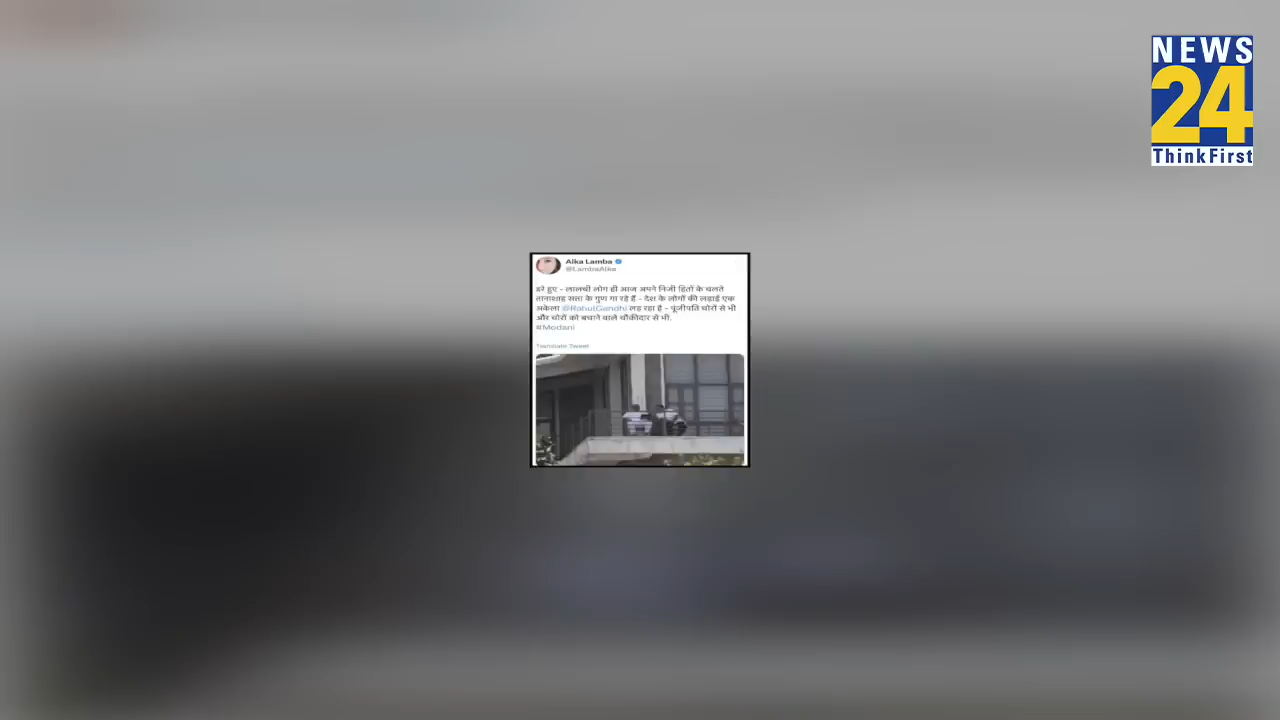 NEWS
24
ThinkFirst
Alka Lamba
@LambaAlka
डरे हुए - लालची लोग ही आज अपने निजी हितों के चलते
तानाशाह सत्ता के गुण गा रहे हैं - देश के लोगों की लड़ाई एक
अकेला @RahulGandhi लड़ रहा है - पूंजीपति चोरों से भी
और चोरों को बचाने वाले चौकीदार से भी.
#Modani
Translate Tweet